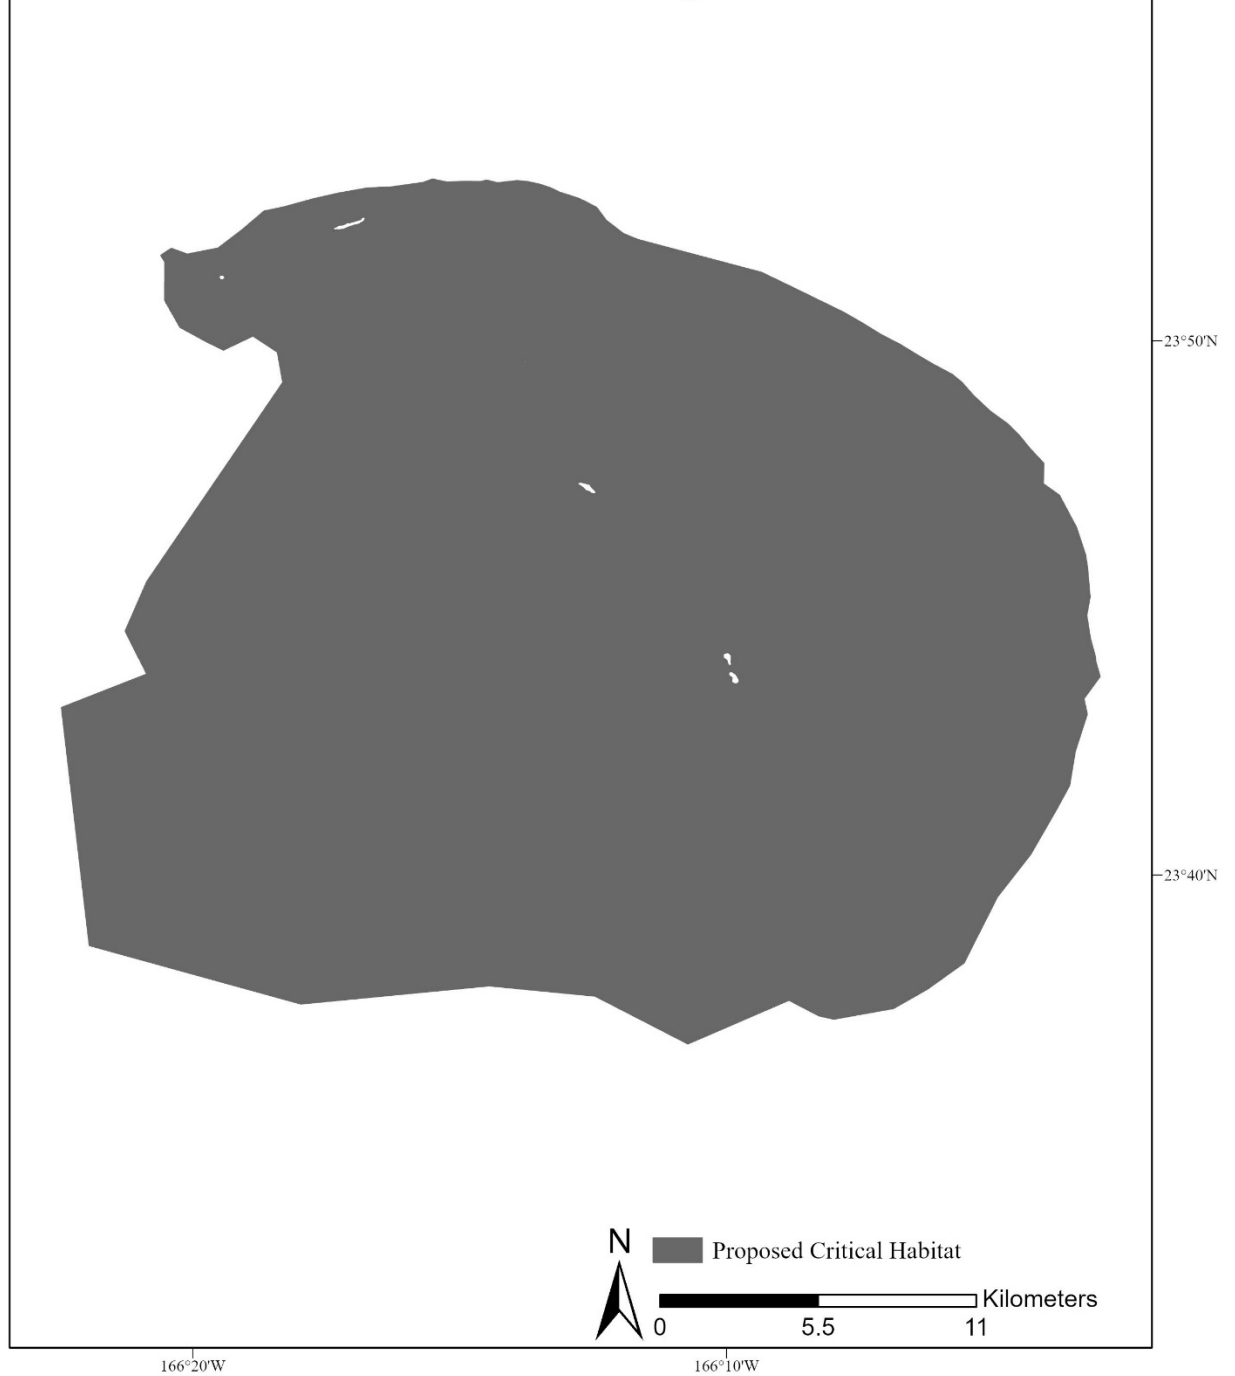 23°50'N
23°40'N
N
Proposed Critical Habitat
Kilometers
0 5.5 11
166°20'W 166°10'W